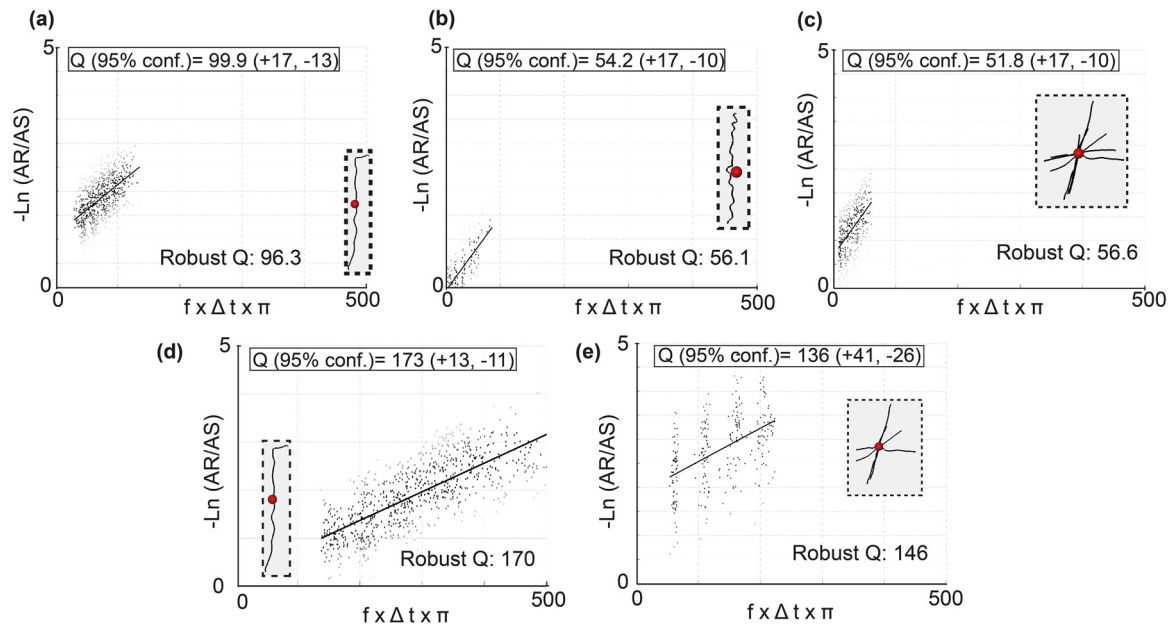 (a)
Q (95% conf.)= 99.9 (+17, -13)
5
-Ln (AR/AS)
Robust Q: 96.3
0
0
500
f x Δ t x π
(b)
Q (95% conf.)= 54.2 (+17, -10)
5
-Ln (AR/AS)
Robust Q: 56.1
0
0
500
f x Δ t x π
(c)
Q (95% conf.)= 51.8 (+17, -10)
5
-Ln (AR/AS)
Robust Q: 56.6
0
0
500
f x Δ t x π
(d)
Q (95% conf.)= 173 (+13, -11)
5
-Ln (AR/AS)
Robust Q: 170
0
0
500
f x Δ t x π
(e)
Q (95% conf.)= 136 (+41, -26)
5
-Ln (AR/AS)
Robust Q: 146
0
0
500
f x Δ t x π